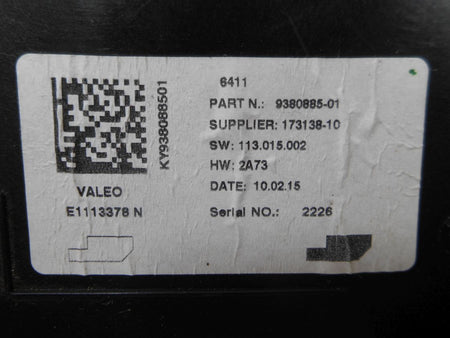 KY938088501
VALEO
E1113378 N
6411
PART N.: 9380885-01
SUPPLIER: 173138-10
SW: 113.015.002
HW: 2A73
DATE: 10.02.15
Serial NO.: 2226